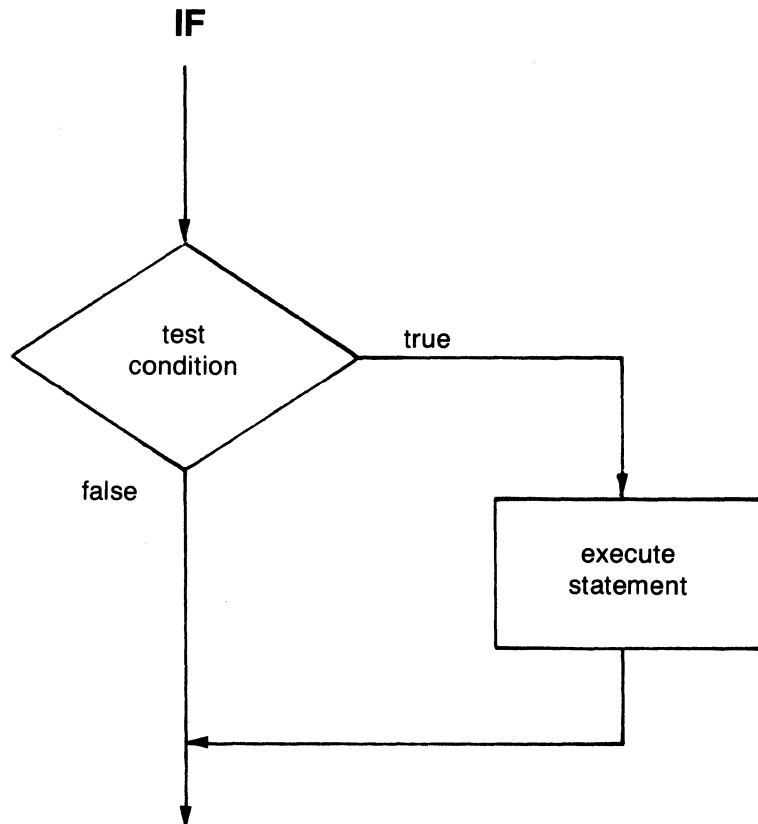 IF
test
condition
true
false
execute
statement